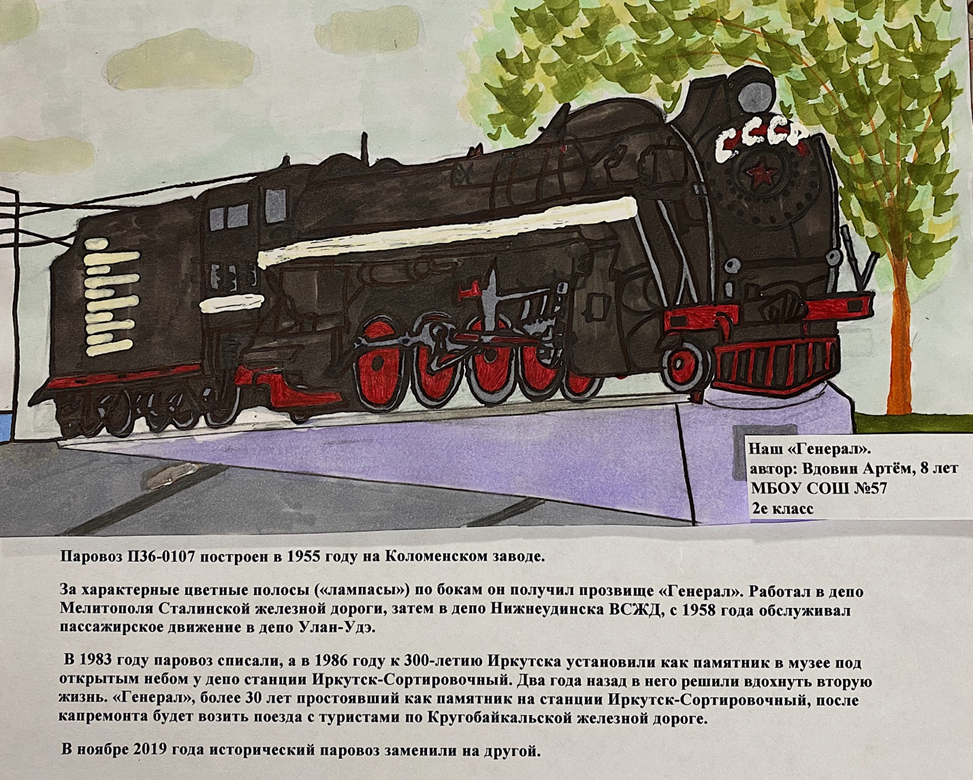 СССР
Наш «Генерал».
автор: Вдовин Артём, 8 лет
МБОУ СОШ №57
2е класс
Паровоз П36-0107 построен в 1955 году на Коломенском заводе.
За характерные цветные полосы («лампасы») по бокам он получил прозвище «Генерал». Работал в депо
Мелитополя Сталинской железной дороги, затем в депо Нижнеудинска ВСЖД, с 1958 года обслуживал
пассажирское движение в депо Улан-Удэ.
В 1983 году паровоз списали, а в 1986 году к 300-летию Иркутска установили как памятник в музее под
открытым небом у депо станции Иркутск-Сортировочный. Два года назад в него решили вдохнуть вторую
жизнь. «Генерал», более 30 лет простоявший как памятник на станции Иркутск-Сортировочный, после
капремонта будет возить поезда с туристами по Кругобайкальской железной дороге.
В ноябре 2019 года исторический паровоз заменили на другой.